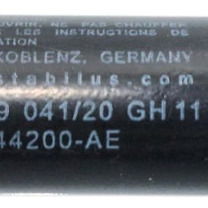 OUVRIR, NE PAS CHAUFFER
LES INSTRUCTIONS DE
ATION
KOBLENZ, GERMANY
stabilus.com
9 041/20 GH 11
44200-AE